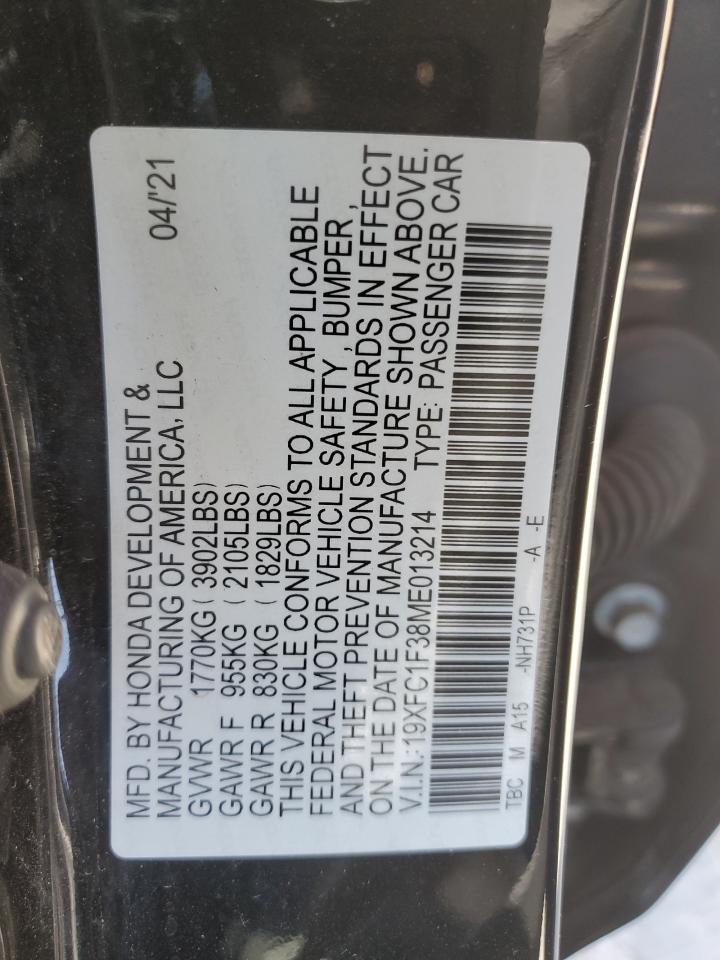 MFD. BY HONDA DEVELOPMENT &
MANUFACTURING OF AMERICA, LLC 04/'21
GVWR 1770KG ( 3902LBS)
GAWR F 955KG ( 2105LBS)
GAWR R 830KG ( 1829LBS)
THIS VEHICLE CONFORMS TO ALL APPLICABLE
FEDERAL MOTOR VEHICLE SAFETY , BUMPER ,
AND THEFT PREVENTION STANDARDS IN EFFECT
ON THE DATE OF MANUFACTURE SHOWN ABOVE.
V.I.N.:19XFC1F38ME013214 TYPE: PASSENGER CAR
TBC M A15 -NH731P -A -E